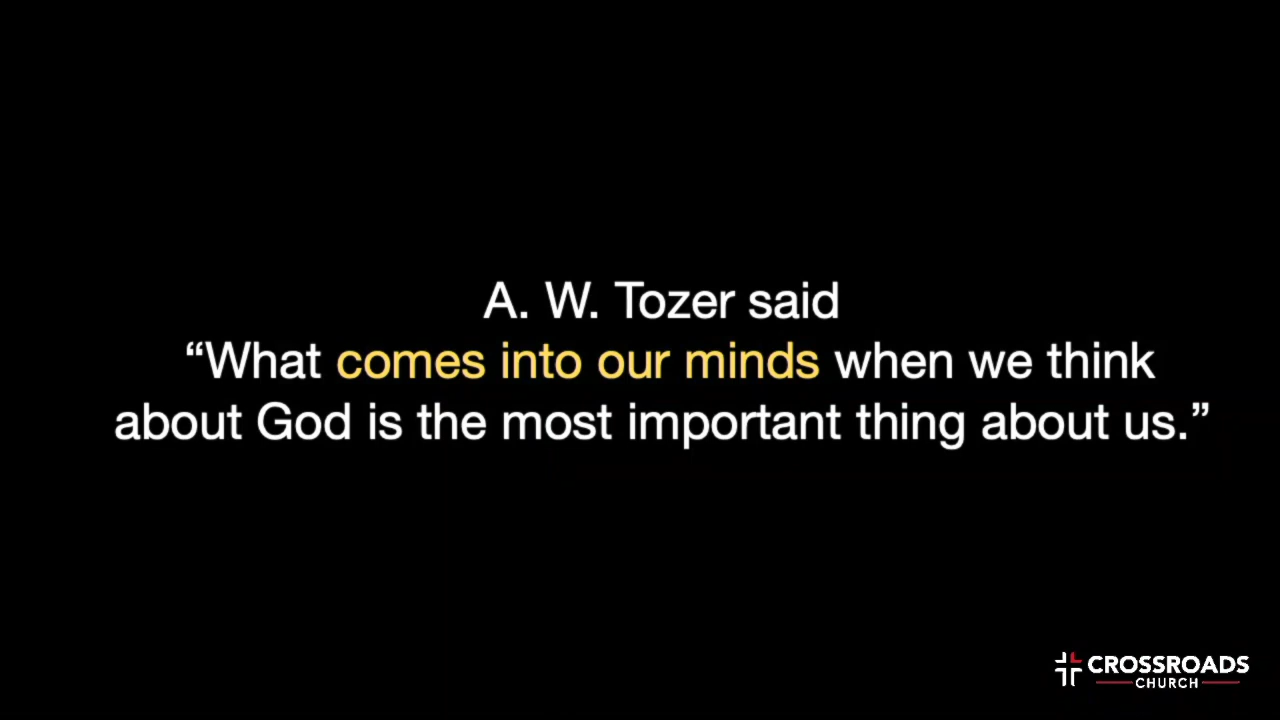 A. W. Tozer said
“What comes into our minds when we think
about God is the most important thing about us.”
CROSSROADS
CHURCH